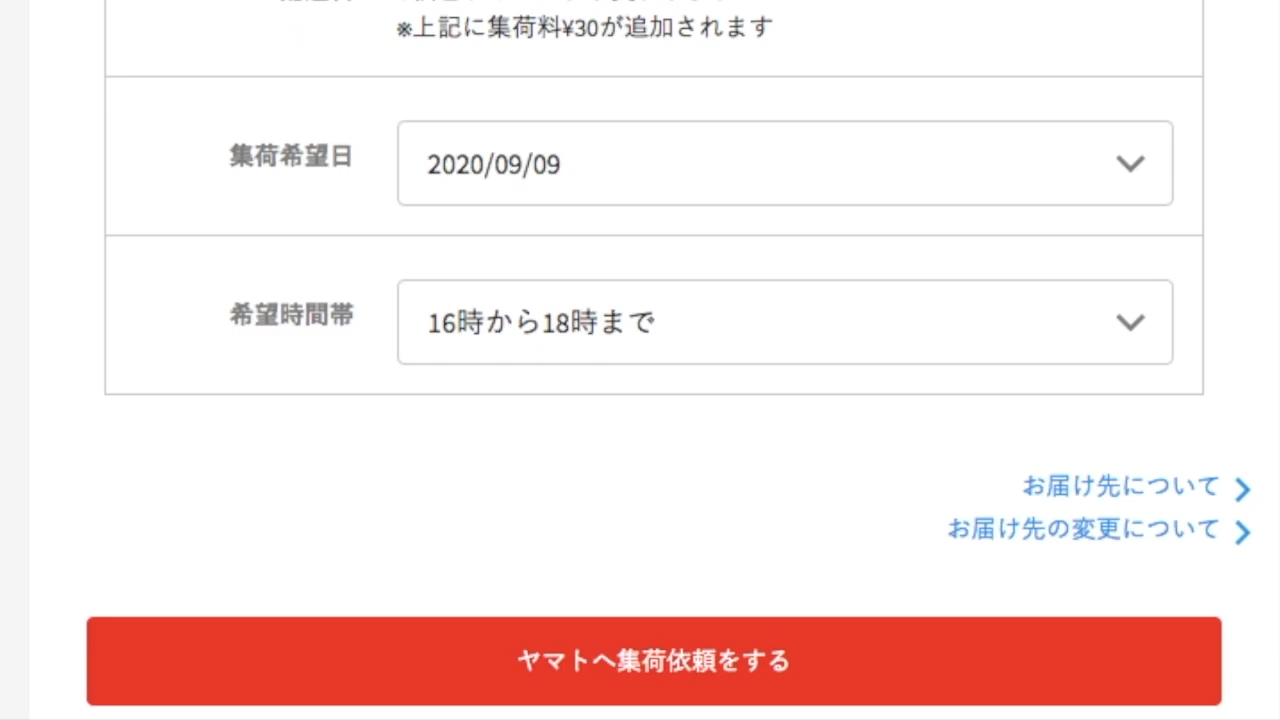 ※上記に集荷料¥30が追加されます
集荷希望日
2020/09/09
希望時間帯
16時から18時まで
お届け先について
お届け先の変更について
ヤマトへ集荷依頼をする